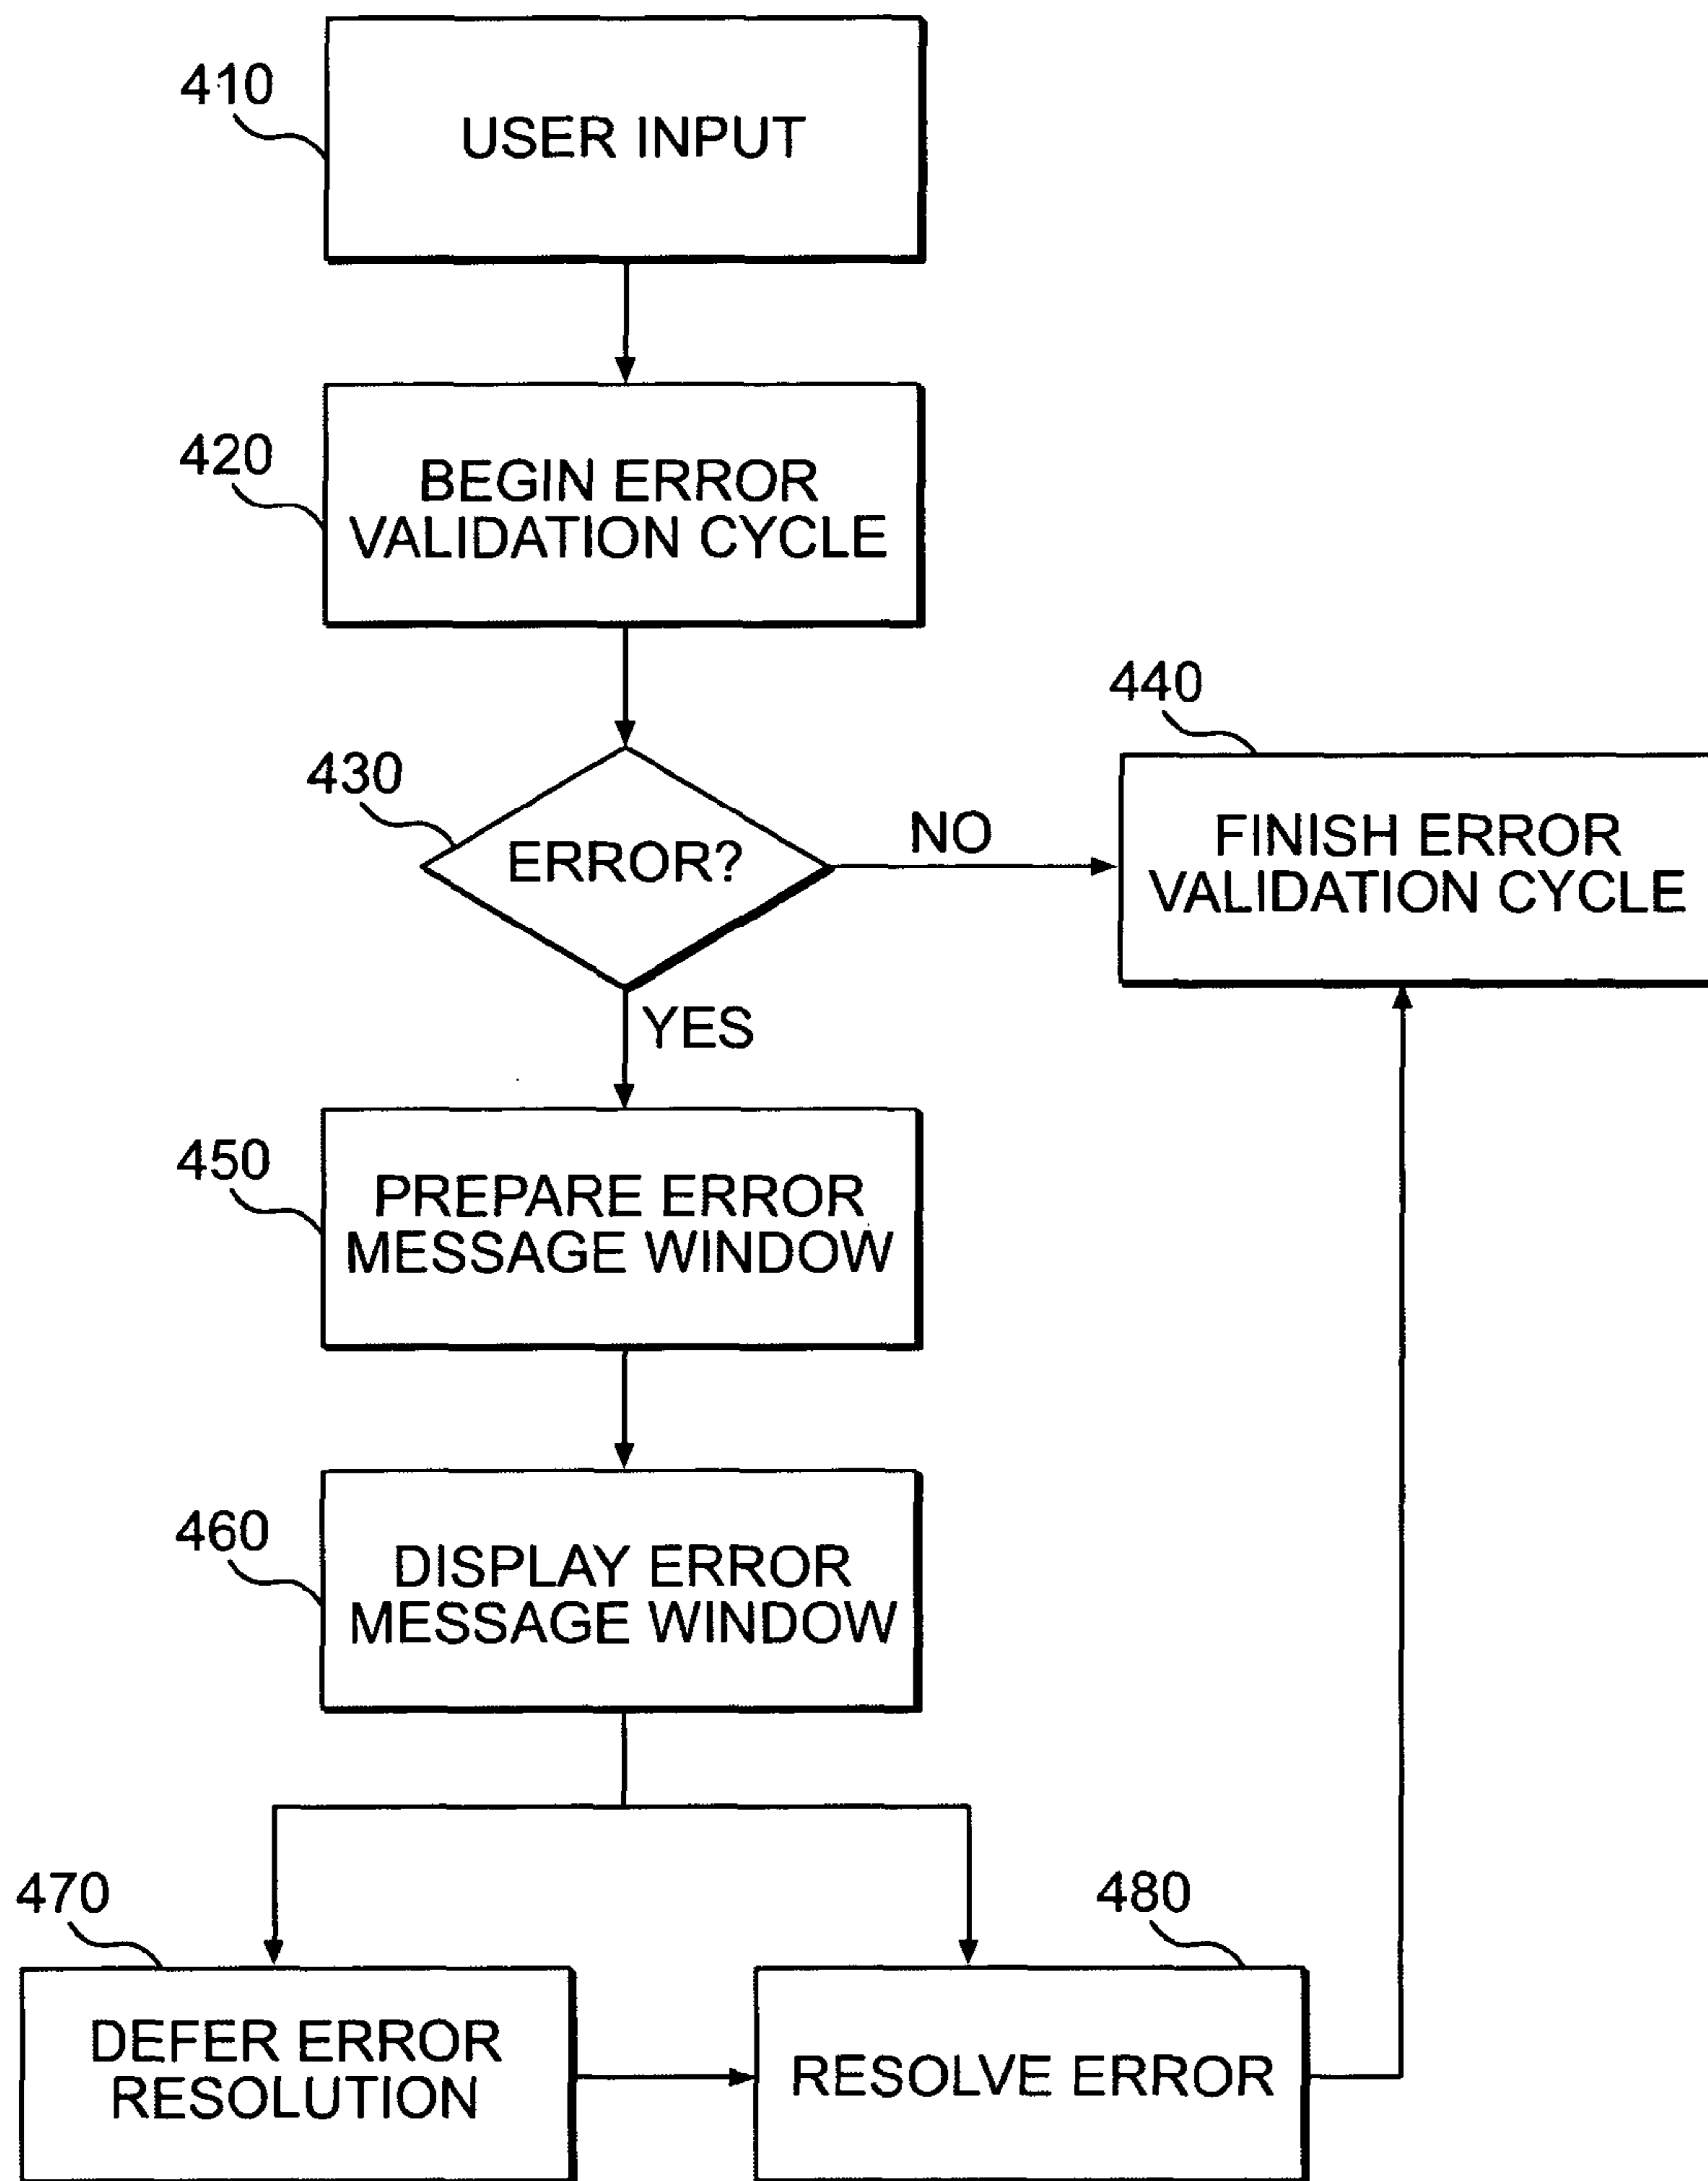 410
USER INPUT
420
BEGIN ERROR
VALIDATION CYCLE
430
ERROR?
NO
440
FINISH ERROR
VALIDATION CYCLE
YES
450
PREPARE ERROR
MESSAGE WINDOW
460
DISPLAY ERROR
MESSAGE WINDOW
470
DEFER ERROR
RESOLUTION
480
RESOLVE ERROR